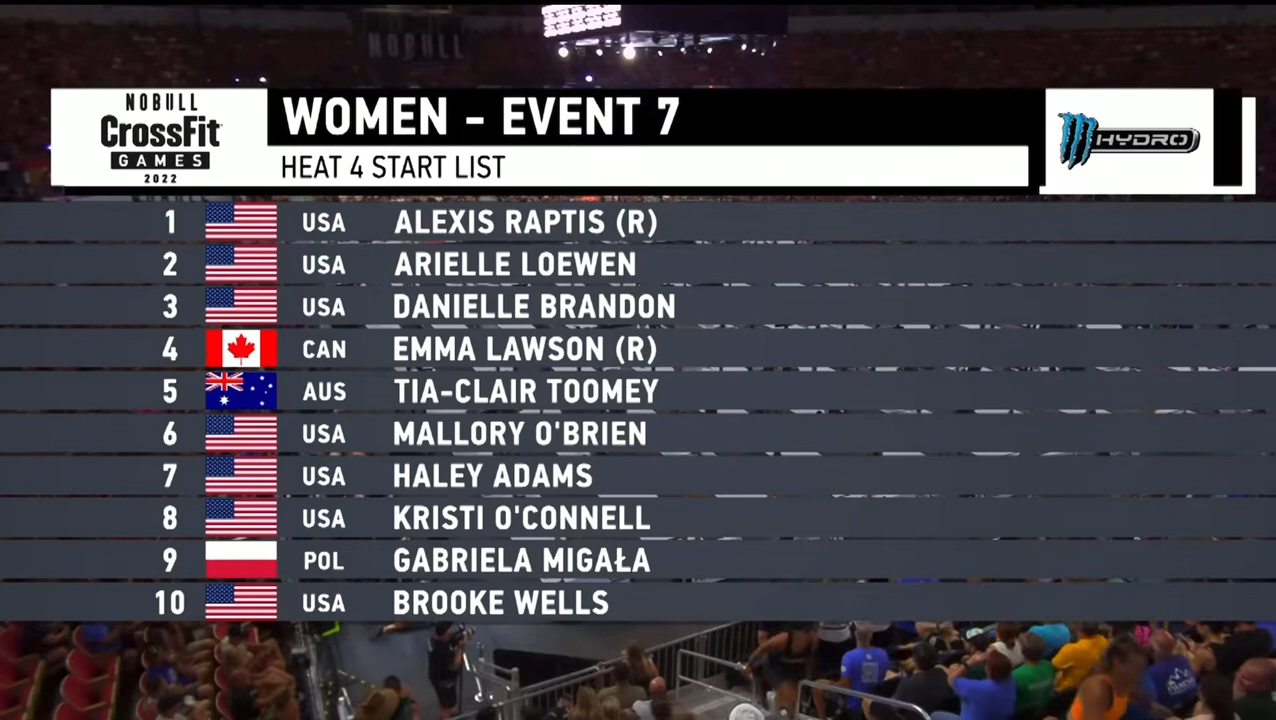 NOBULL
NOBULL
CrossFit
GAMES
2022
WOMEN - EVENT 7
HEAT 4 START LIST
HYDRO
1 USA ALEXIS RAPTIS (R)
2 USA ARIELLE LOEWEN
3 USA DANIELLE BRANDON
4 CAN EMMA LAWSON (R)
5 AUS TIA-CLAIR TOOMEY
6 USA MALLORY O'BRIEN
7 USA HALEY ADAMS
8 USA KRISTI O'CONNELL
9 POL GABRIELA MIGAŁA
10 USA BROOKE WELLS